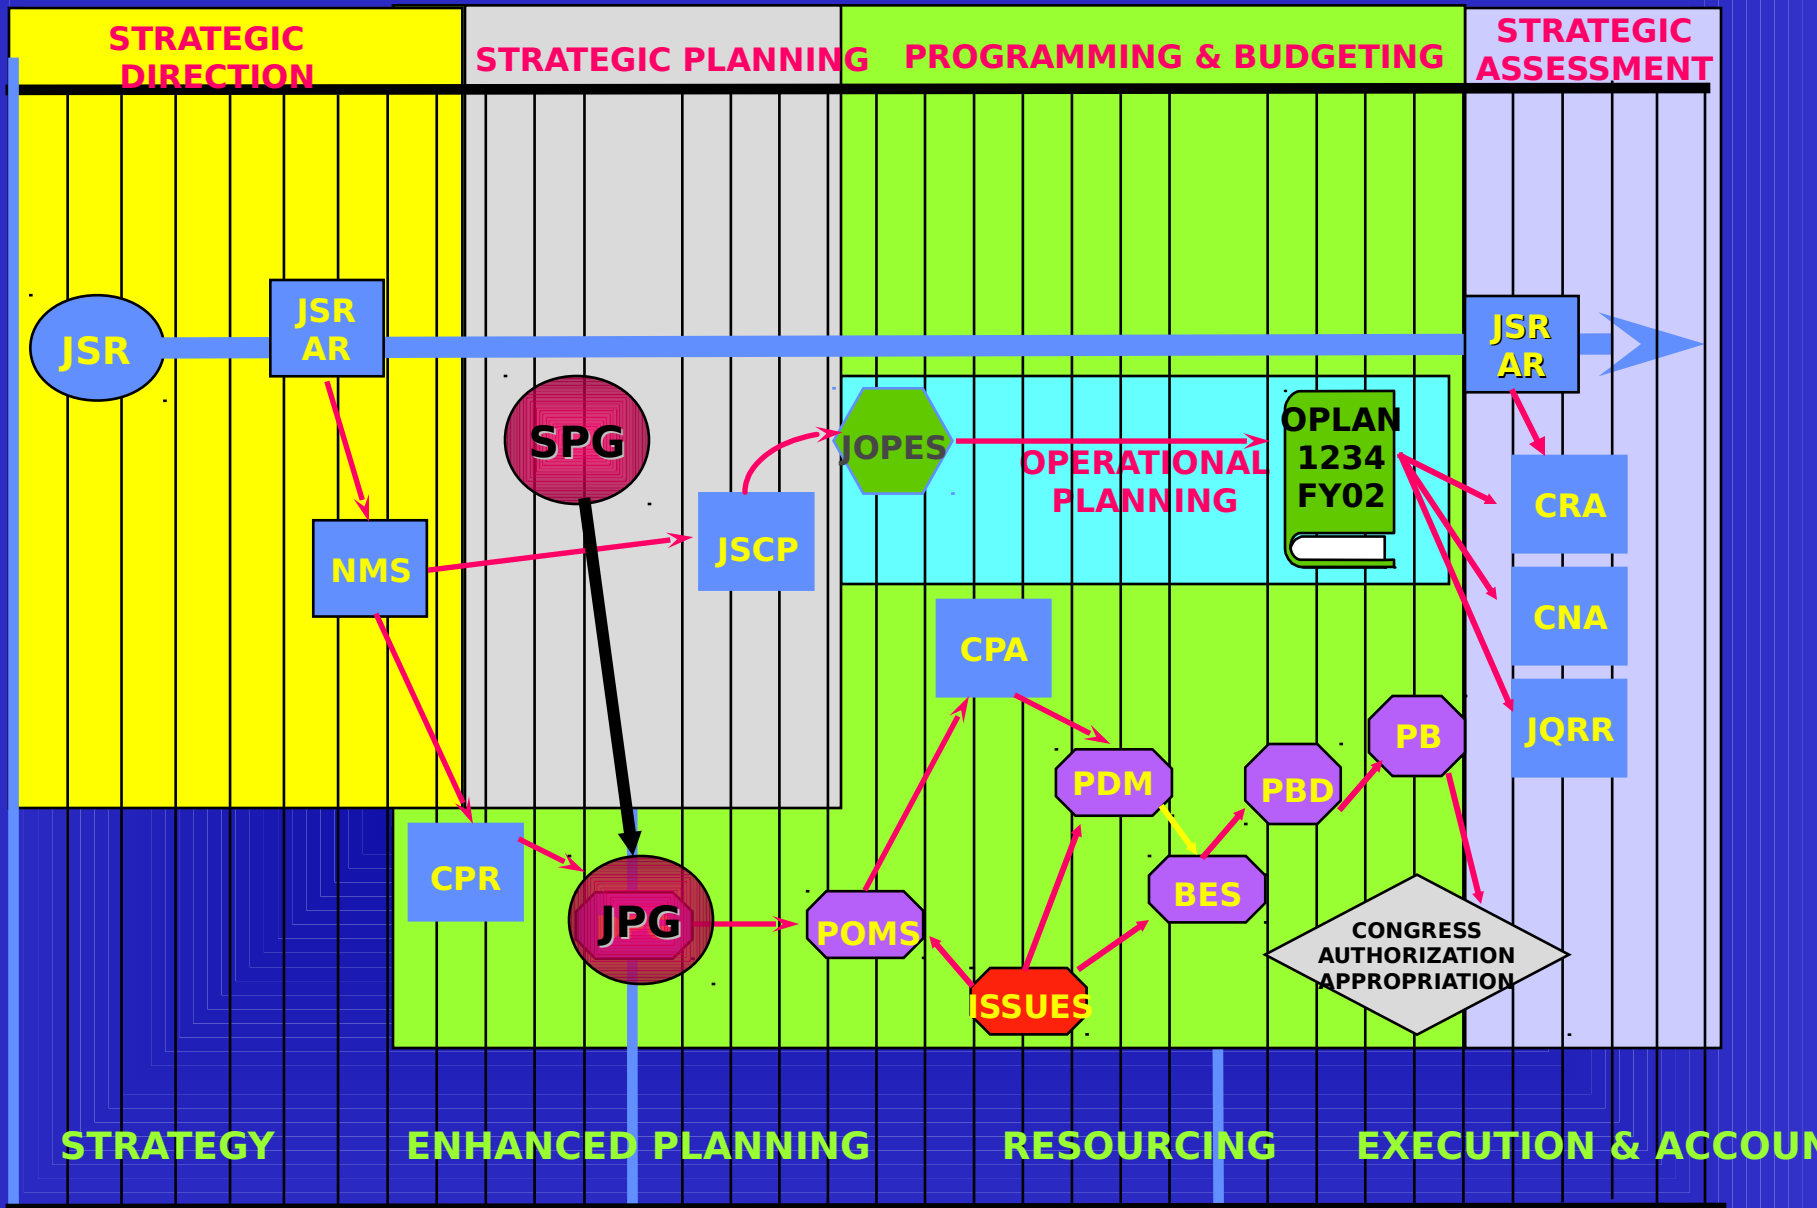 STRATEGIC
DIRECTION
STRATEGIC PLANNING
PROGRAMMING & BUDGETING
STRATEGIC
ASSESSMENT
JSR
JSR
AR
JSR
AR
SPG
JOPES
OPERATIONAL
PLANNING
OPLAN
1234
FY02
NMS
JSCP
CRA
CNA
JQRR
CPA
PDM
PBD
PB
CPR
JPG
POMS
BES
ISSUES
CONGRESS
AUTHORIZATION
APPROPRIATION
STRATEGY
ENHANCED PLANNING
RESOURCING
EXECUTION & ACCOUN